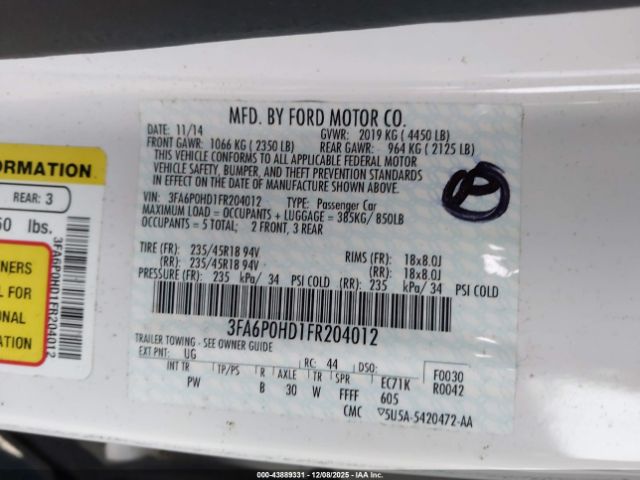 MFD. BY FORD MOTOR CO.
DATE: 11/14 GVWR: 2019 KG ( 4450 LB)
FRONT GAWR: 1066 KG ( 2350 LB) REAR GAWR: 964 KG ( 2125 LB)
THIS VEHICLE CONFORMS TO ALL APPLICABLE FEDERAL MOTOR
VEHICLE SAFETY, BUMPER, AND THEFT PREVENTION STANDARDS
IN EFFECT ON THE DATE OF MANUFACTURE SHOWN ABOVE.
VIN: 3FA6P0HD1FR204012 TYPE: Passenger Car
MAXIMUM LOAD = OCCUPANTS + LUGGAGE = 385KG/ 850LB
OCCUPANTS = 5 TOTAL: 2 FRONT, 3 REAR
TIRE (FR): 235/45R18 94V RIMS (FR): 18x8.0J
(RR): 235/45R18 94V (RR): 18x8.0J
PRESSURE (FR): 235 kPa/ 34 PSI COLD (RR): 235 kPa/ 34 PSI COLD
3FA6P0HD1FR204012
TRAILER TOWING - SEE OWNER GUIDE
EXT PNT: UG RC: 44 DSO: F0030
R0042
INT TR TP/PS R AXLE TR SPR EC71K
PW B 30 W FFFF 605
CMC 5U5A-5420472-AA
P
FORMATION
REAR: 3
50 lbs.
NERS
L FOR
ONAL
ION.
3FA6P0HD1FR204012
000-43889331 - 12/08/2025 - IAAI.com